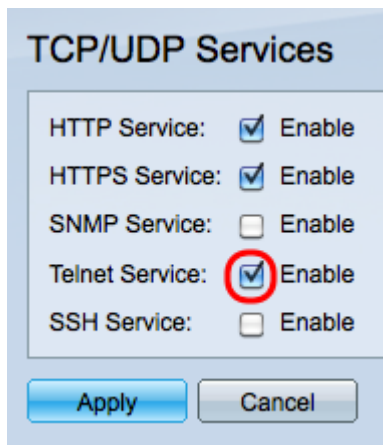 TCP/UDP Services
HTTP Service: Enable
HTTPS Service: Enable
SNMP Service: Enable
Telnet Service: Enable
SSH Service: Enable
Apply Cancel